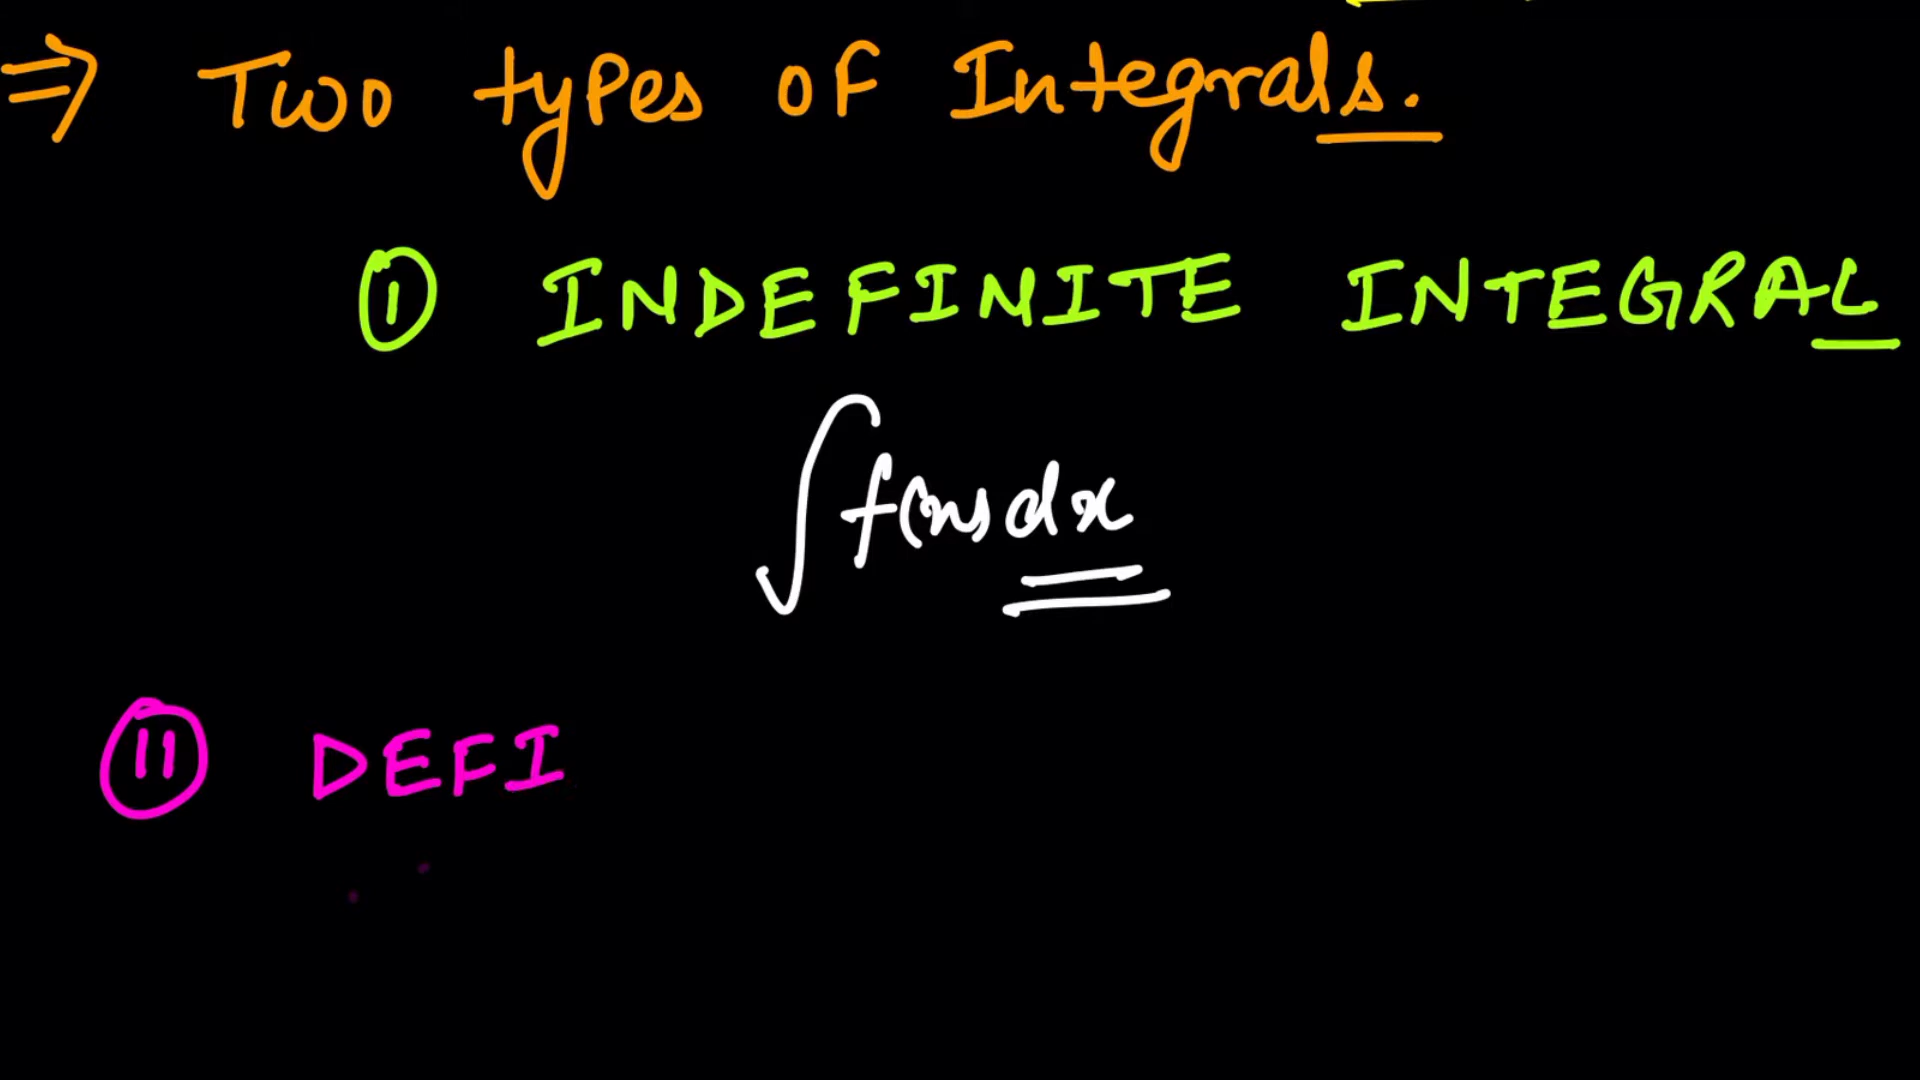 ⇒ Two types of Integrals.
① INDEFINITE INTEGRAL
∫f(x) dx
⑪ DEFI